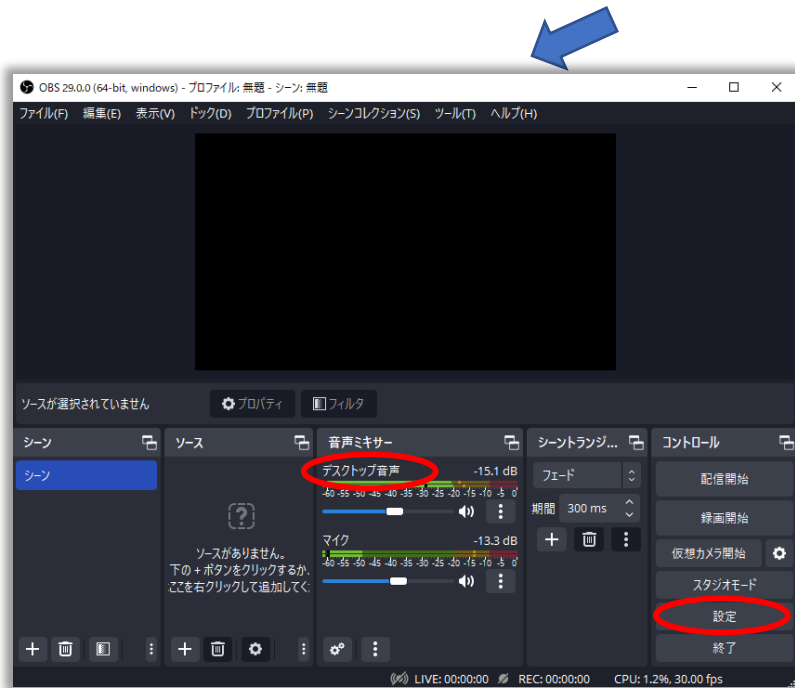 OBS 29.0.0 (64-bit, windows) - プロファイル: 無題 - シーン: 無題
ファイル(F) 編集(E) 表示(V) ドック(D) プロファイル(P) シーンコレクション(S) ツール(T) ヘルプ(H)
ソースが選択されていません プロパティ フィルタ
シーン
シーン
ソース
ソースがありません。
下の + ボタンをクリックするか、
ここを右クリックして追加してく
音声ミキサー
デスクトップ音声 -15.1 dB
-60 -55 -50 -45 -40 -35 -30 -25 -20 -15 -10 -5 0
マイク -13.3 dB
-60 -55 -50 -45 -40 -35 -30 -25 -20 -15 -10 -5 0
シーントランジ...
フェード
期間 300 ms
コントロール
配信開始
録画開始
仮想カメラ開始
スタジオモード
設定
終了
LIVE: 00:00:00 REC: 00:00:00 CPU: 1.2%, 30.00 fps